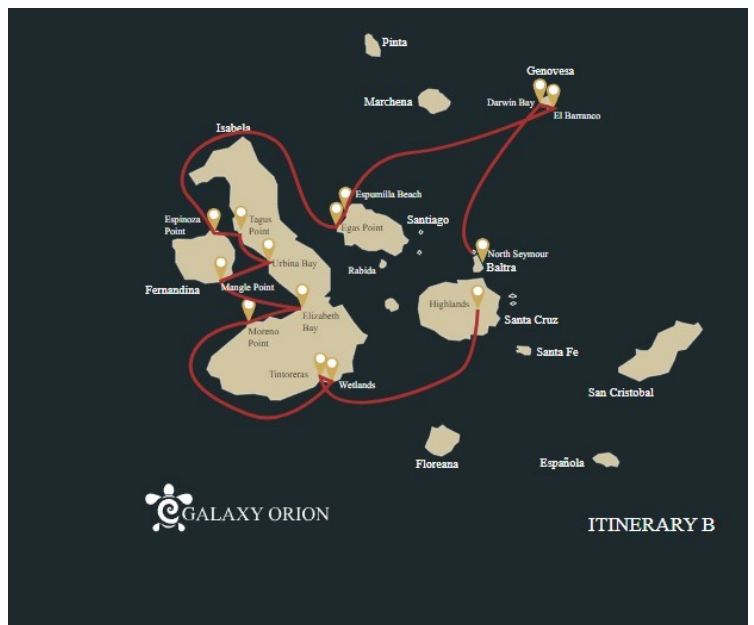 Pinta
Genovesa
Marchena
Darwin Bay
El Barranco
Isabela
Espumilla Beach
Espinoza
Point
Tagus
Point
Egas Point
Santiago
Urbina Bay
Rabida
North Seymour
Baltra
Fernandina
Mangle Point
Highlands
Moreno
Point
Elizabeth
Bay
Santa Cruz
Santa Fe
Tintoreras
Wetlands
San Cristobal
Floreana
Española
GALAXY ORION
ITINERARY B